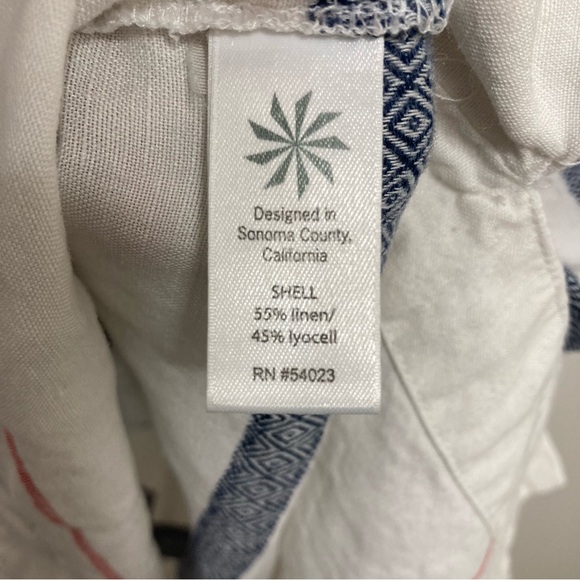 Designed in
Sonoma County,
California
SHELL
55% linen/
45% lyocell
RN #54023